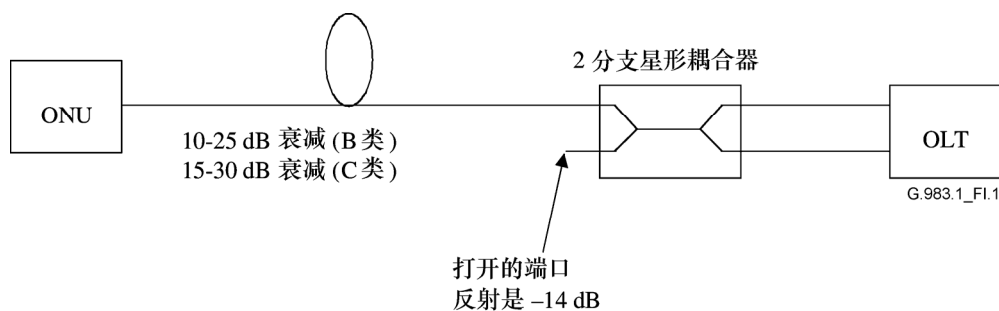 2 分支星形耦合器
ONU
OLT
10-25 dB 衰减 (B 类)
15-30 dB 衰减 (C 类)
G.983.1_FI.1
打开的端口
反射是 –14 dB